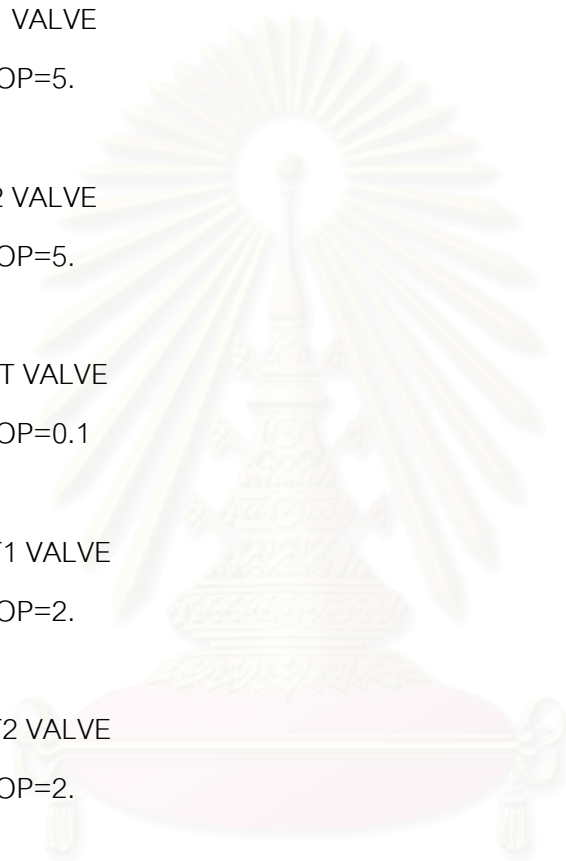 VALVE
OP=5.
2 VALVE
OP=5.
T VALVE
OP=0.1
T1 VALVE
OP=2.
T2 VALVE
OP=2.